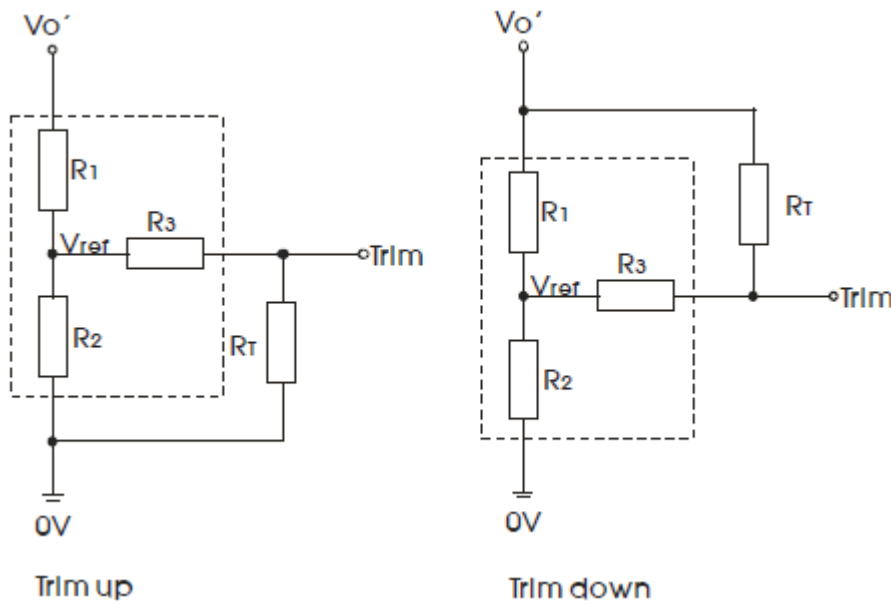 Vo'
R1
R3
Vref
Trim
R2
RT
0V
Trim up
Vo'
R1
RT
R3
Vref
Trim
R2
0V
Trim down